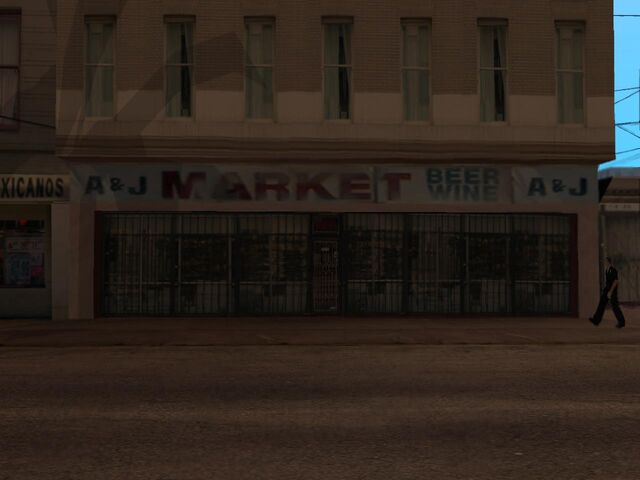 XICANOS
A & J MARKET BEER WINE A & J